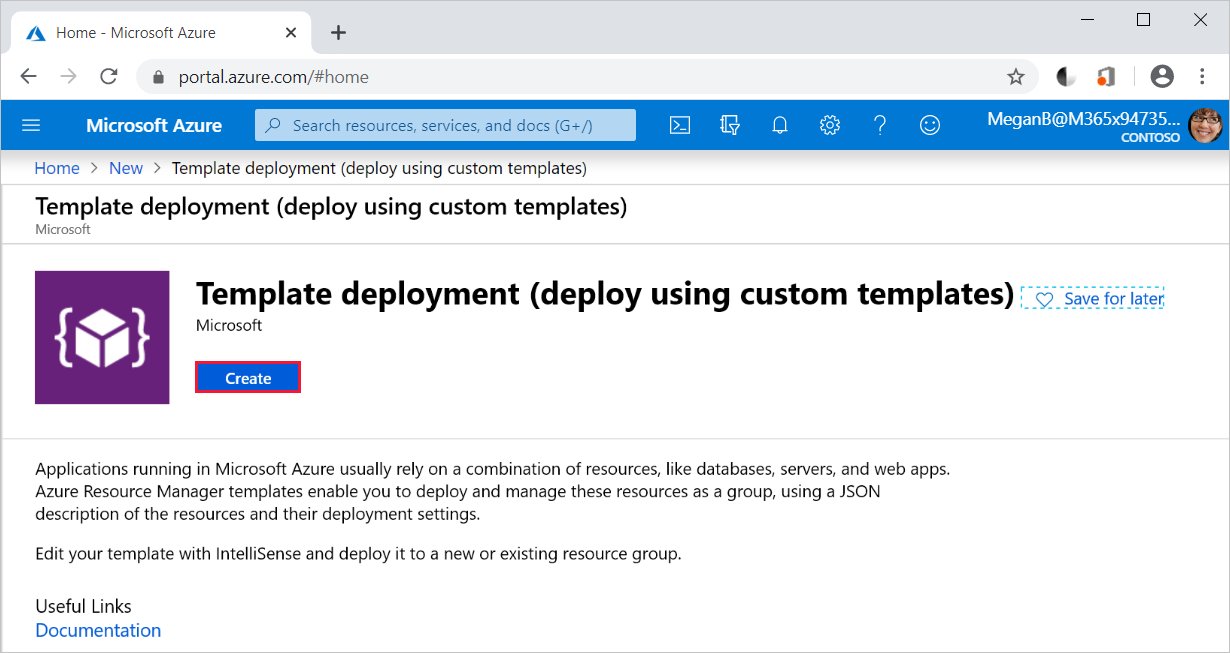 Home - Microsoft Azure
portal.azure.com/#home
Microsoft Azure
Search resources, services, and docs (G+/)
MeganB@M365x94735...
CONTOSO
Home > New > Template deployment (deploy using custom templates)
Template deployment (deploy using custom templates)
Microsoft
Template deployment (deploy using custom templates)
Save for later
Microsoft
Create
Applications running in Microsoft Azure usually rely on a combination of resources, like databases, servers, and web apps.
Azure Resource Manager templates enable you to deploy and manage these resources as a group, using a JSON
description of the resources and their deployment settings.
Edit your template with IntelliSense and deploy it to a new or existing resource group.
Useful Links
Documentation